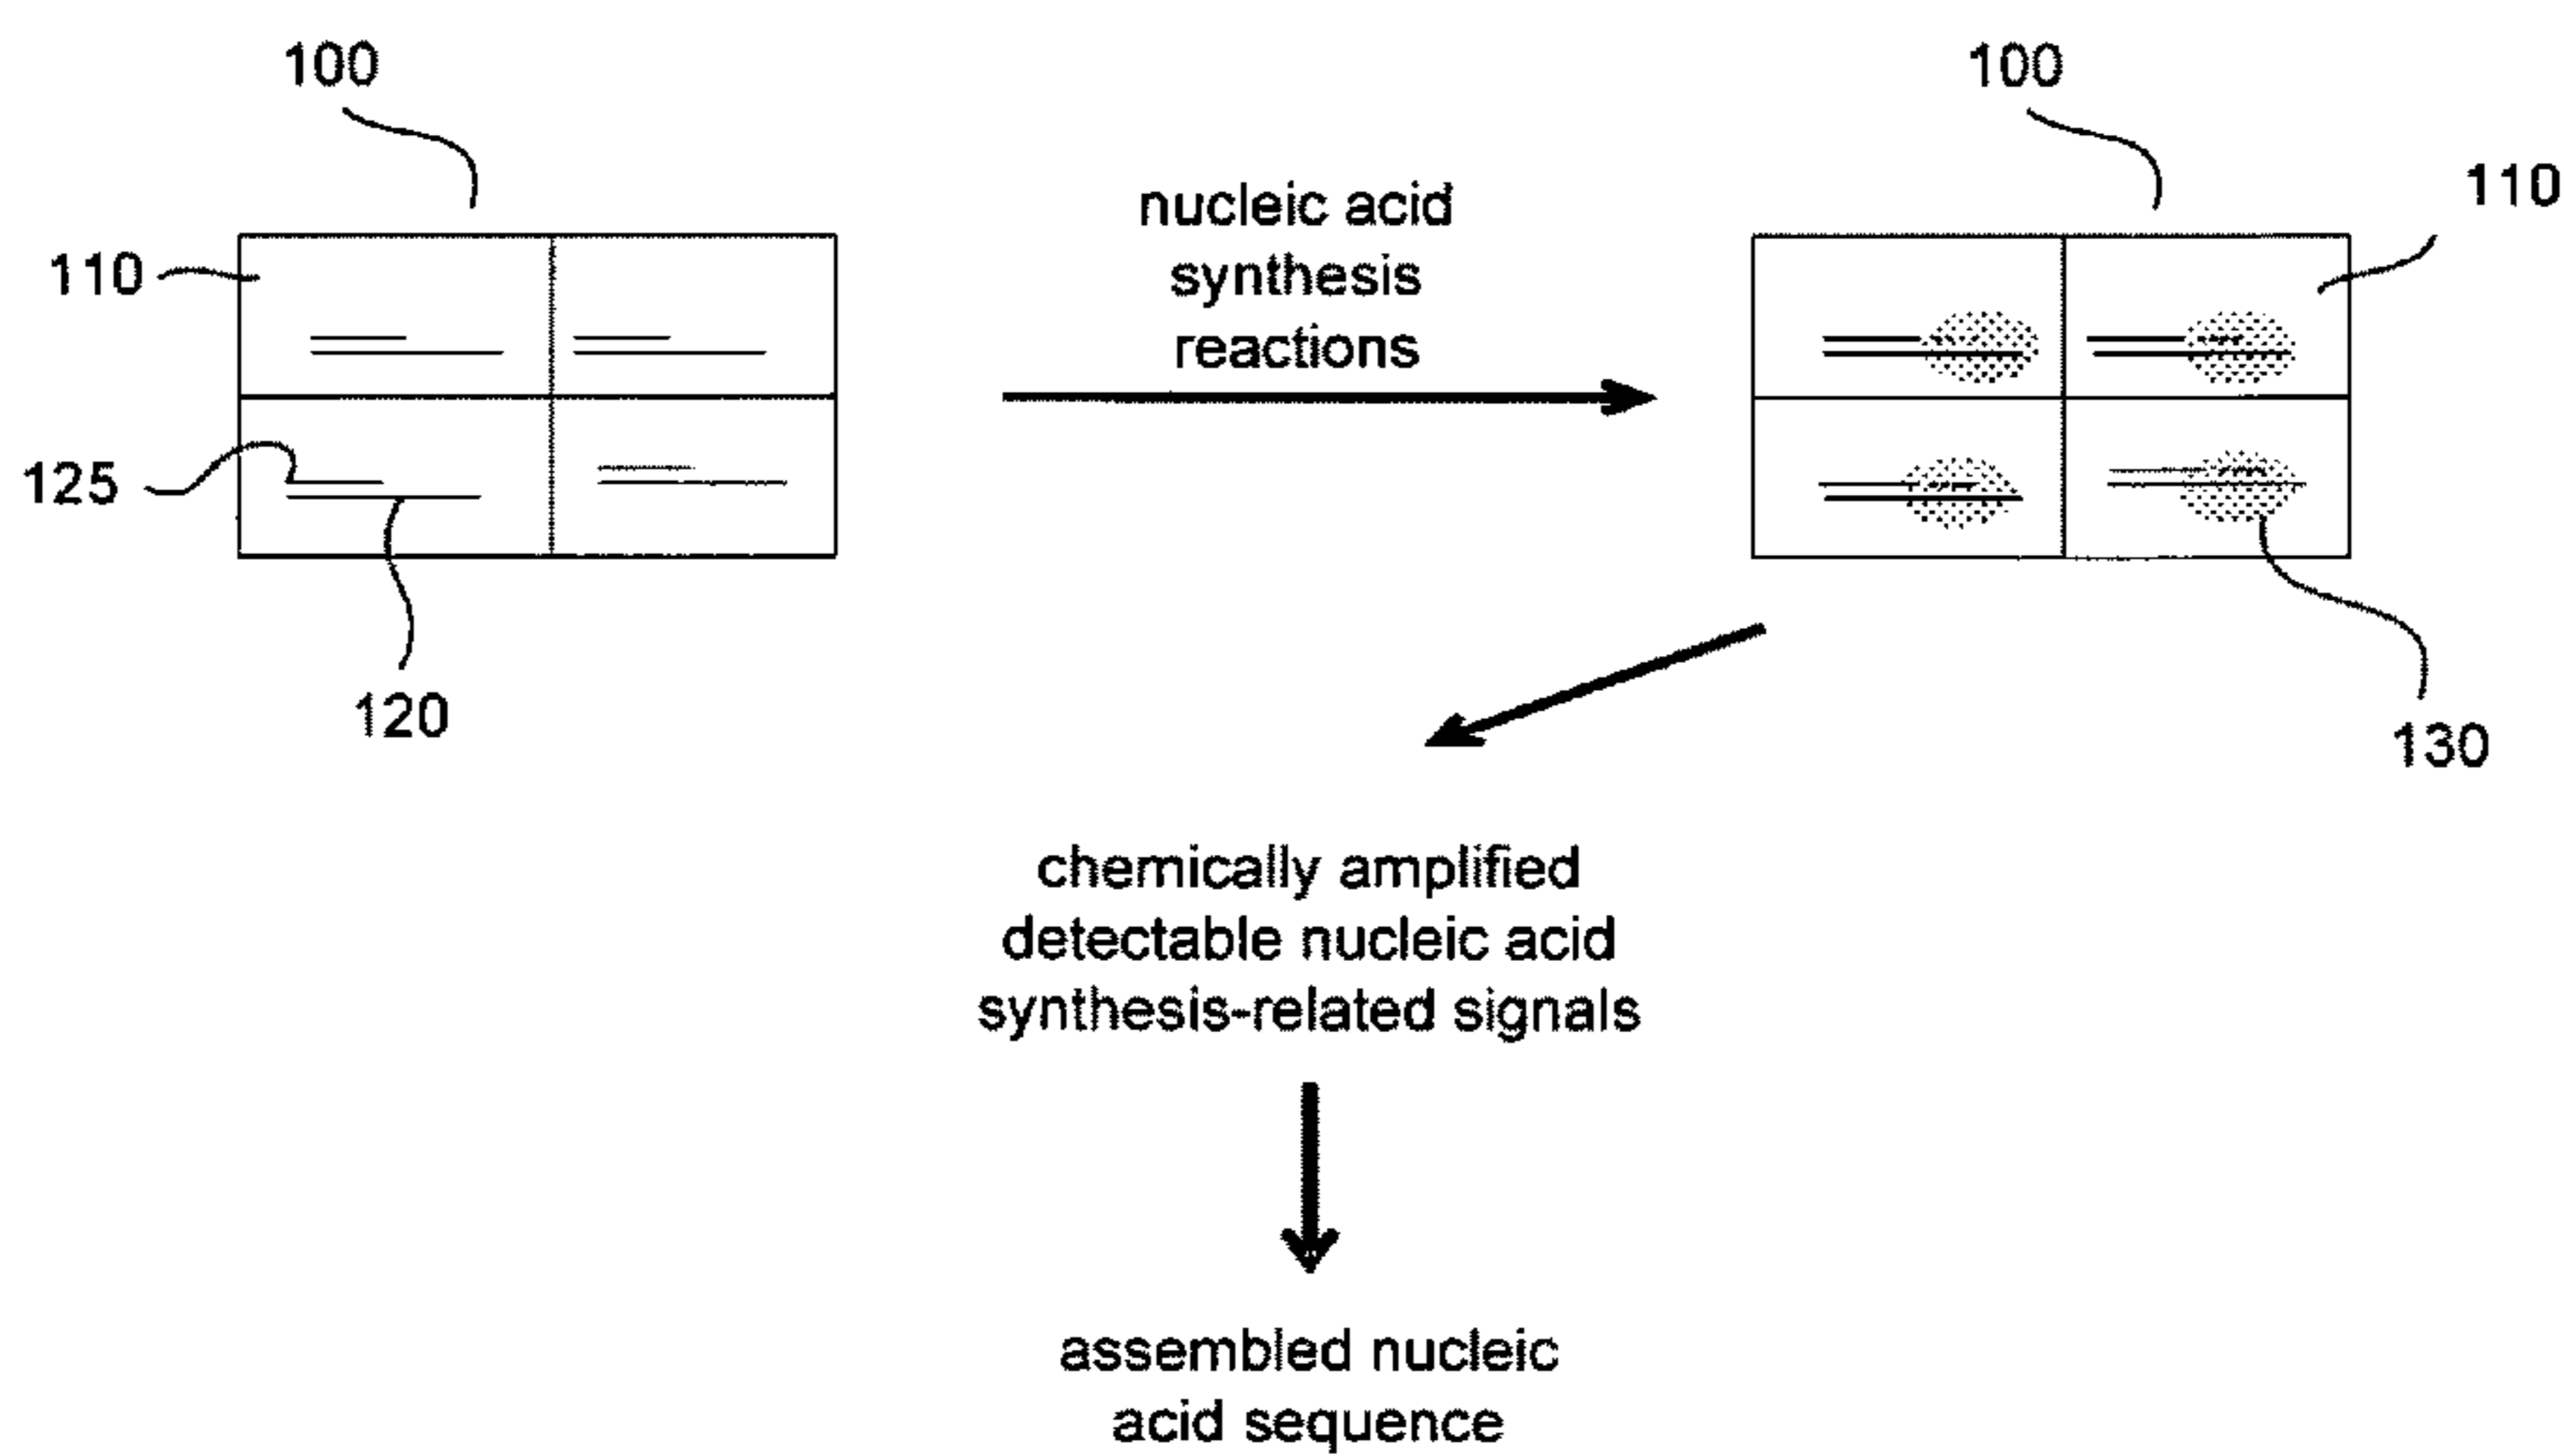 100
100
110
110
nucleic acid
synthesis
reactions
125
120
130
chemically amplified
detectable nucleic acid
synthesis-related signals
assembled nucleic
acid sequence